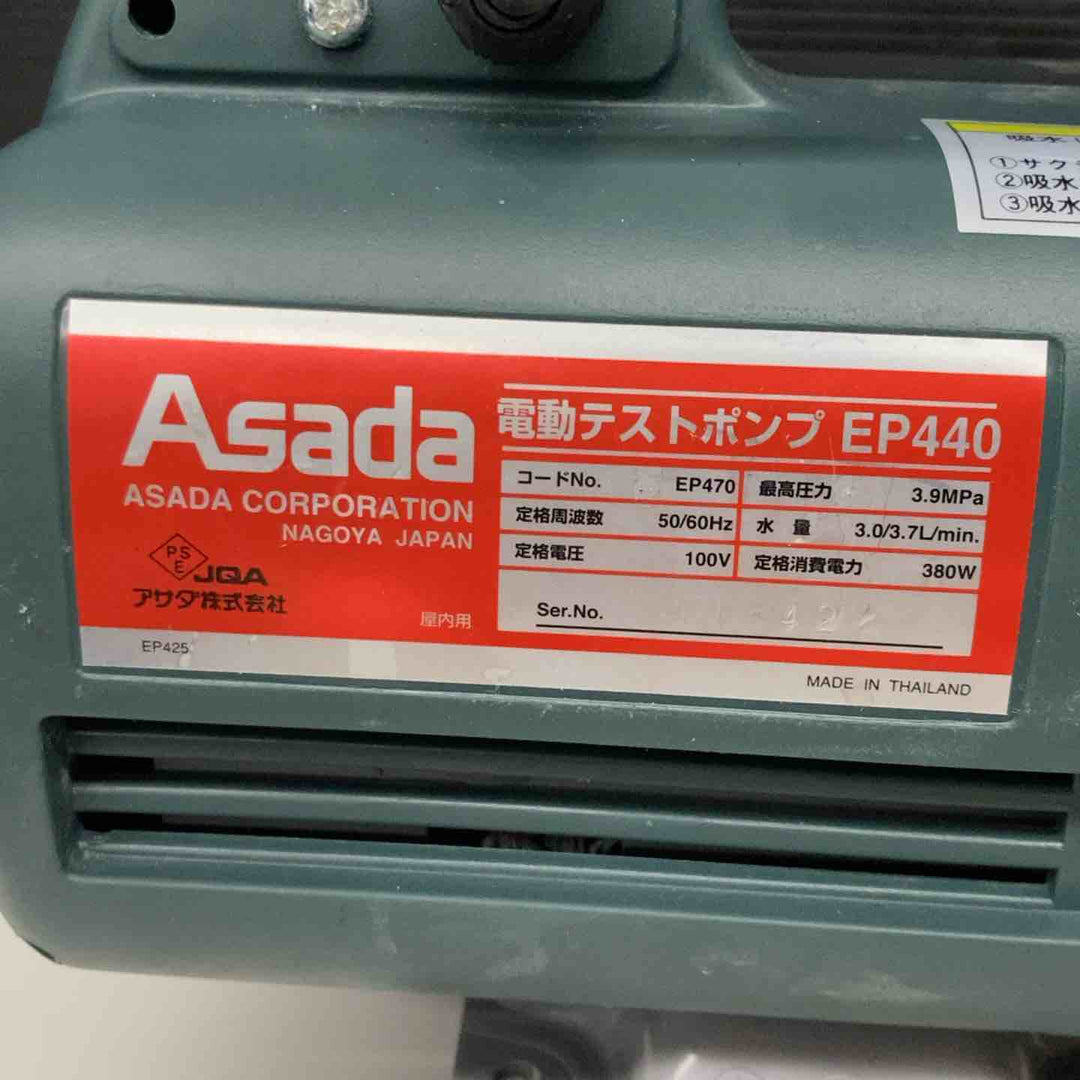 ①サク
②吸水
③吸水
Asada
ASADA CORPORATION
NAGOYA JAPAN
PSE JQA
アサダ株式会社
屋内用
EP425
電動テストポンプ EP440
コードNo. EP470 最高圧力 3.9MPa
定格周波数 50/60Hz 水量 3.0/3.7L/min.
定格電圧 100V 定格消費電力 380W
Ser.No.
MADE IN THAILAND